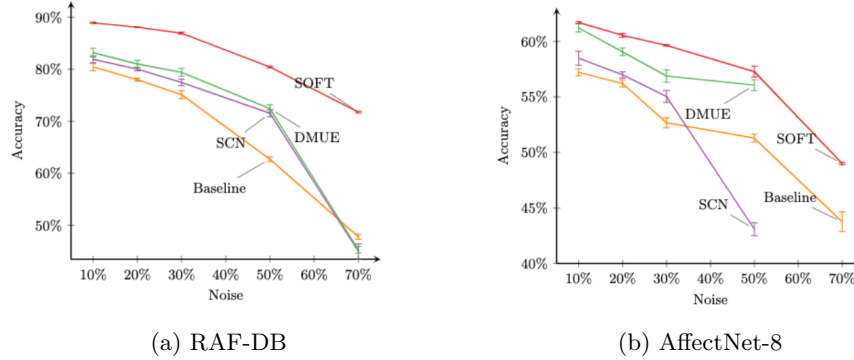 90%
80%
70%
60%
50%
Accuracy
SOFT
DMUE
SCN
Baseline
10% 20% 30% 50% 60% 70%
Noise
(a) RAF-DB
60%
55%
50%
45%
40%
Accuracy
DMUE
SOFT
Baseline
SCN
10% 20% 30% 50% 60% 70%
Noise
(b) AffectNet-8